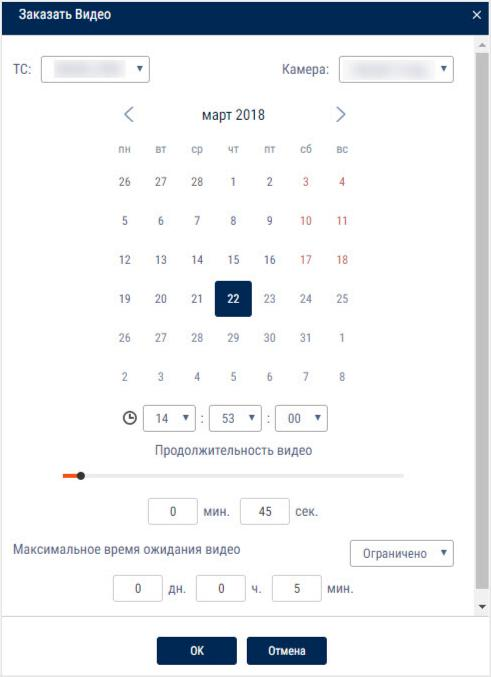 Заказать Видео ×
ТС: Камера:
март 2018
пн вт ср чт пт сб вс
26 27 28 1 2 3 4
5 6 7 8 9 10 11
12 13 14 15 16 17 18
19 20 21 22 23 24 25
26 27 28 29 30 31 1
2 3 4 5 6 7 8
14 : 53 : 00
Продолжительность видео
0 мин. 45 сек.
Максимальное время ожидания видео Ограничено
0 дн. 0 ч. 5 мин.
ОК Отмена